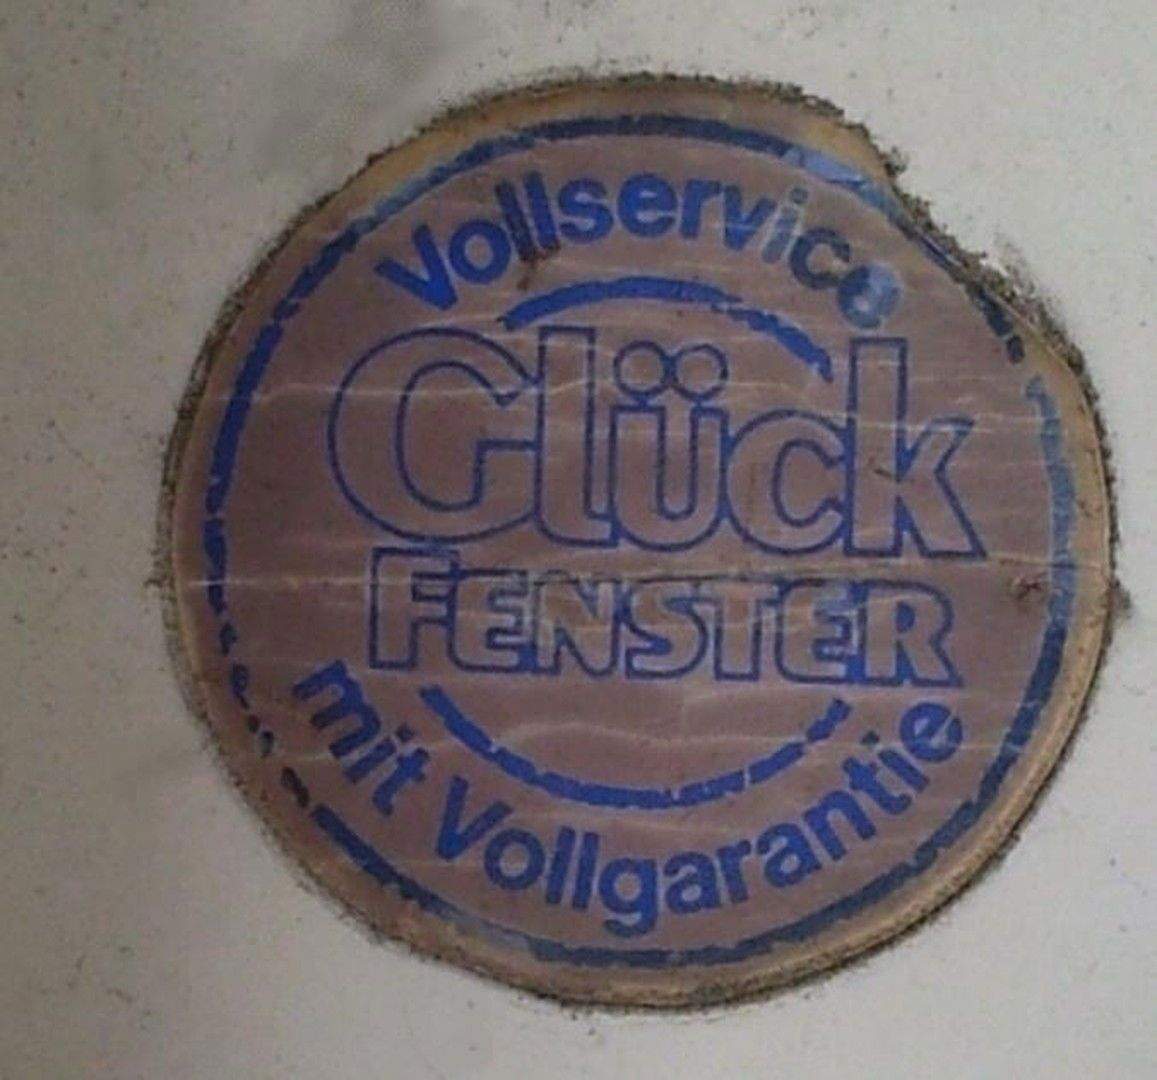 Vollservice
Glück
FENSTER
mit Vollgarantie